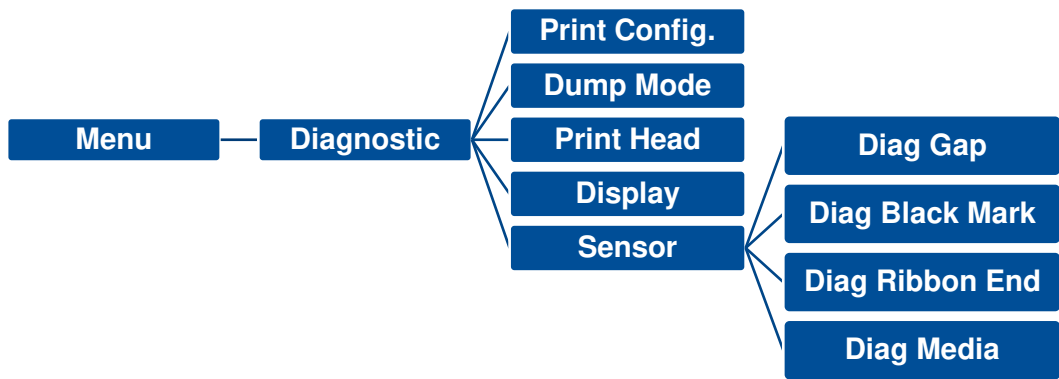 Menu
Diagnostic
Print Config.
Dump Mode
Print Head
Display
Sensor
Diag Gap
Diag Black Mark
Diag Ribbon End
Diag Media